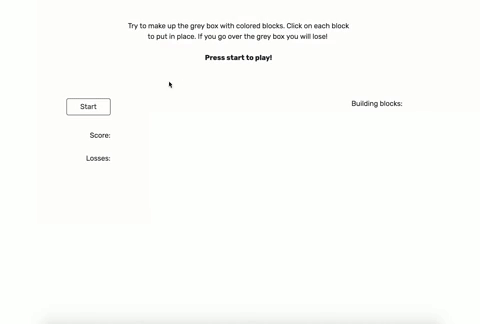 Try to make up the grey box with colored blocks. Click on each block
to put in place. If you go over the grey box you will lose!
Press start to play!
Start
Building blocks:
Score:
Losses: